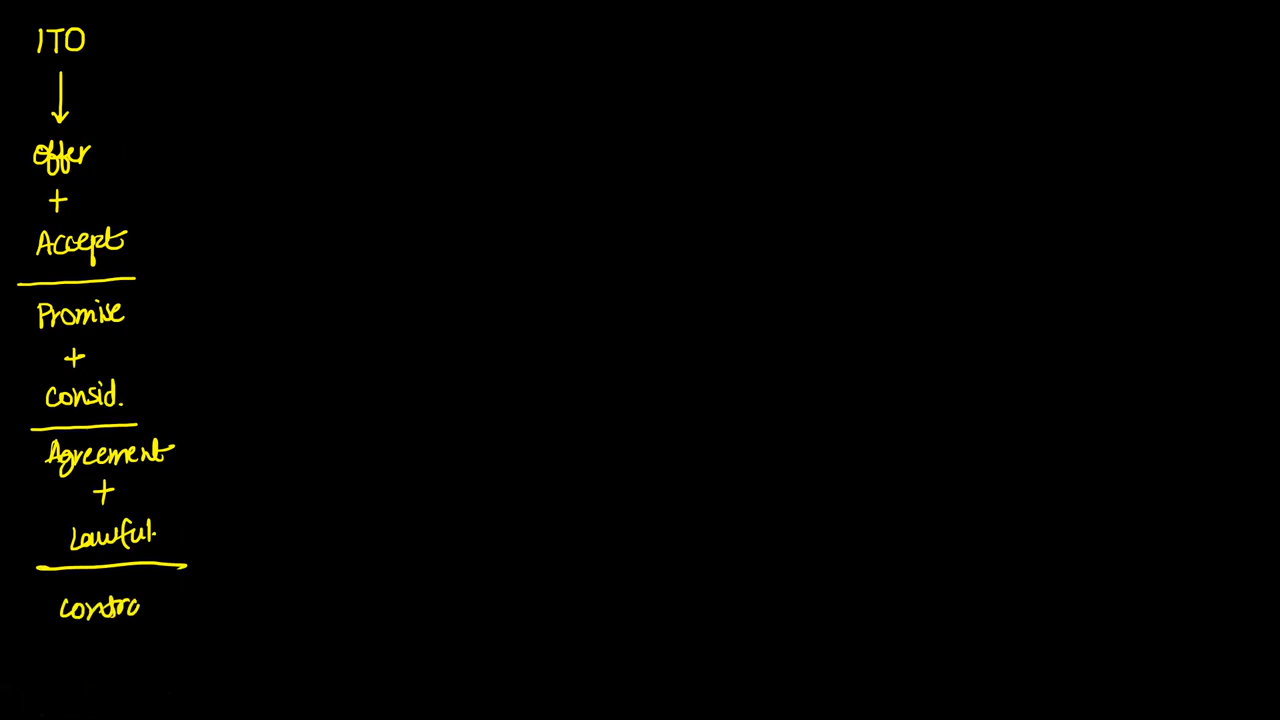 ITO
Offer
+
Accept
Promise
+
consid.
Agreement
+
Lawful.
contra